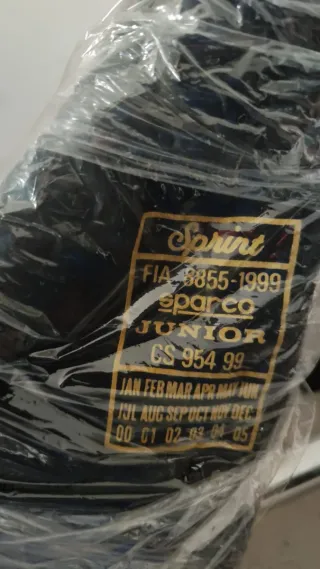 Sprint
FIA 8855-1999
sparco
JUNIOR
CS 954 99
JAN FEB MAR APR MAY JUN
JUL AUG SEP OCT NOV DEC
00 01 02 03 04 05